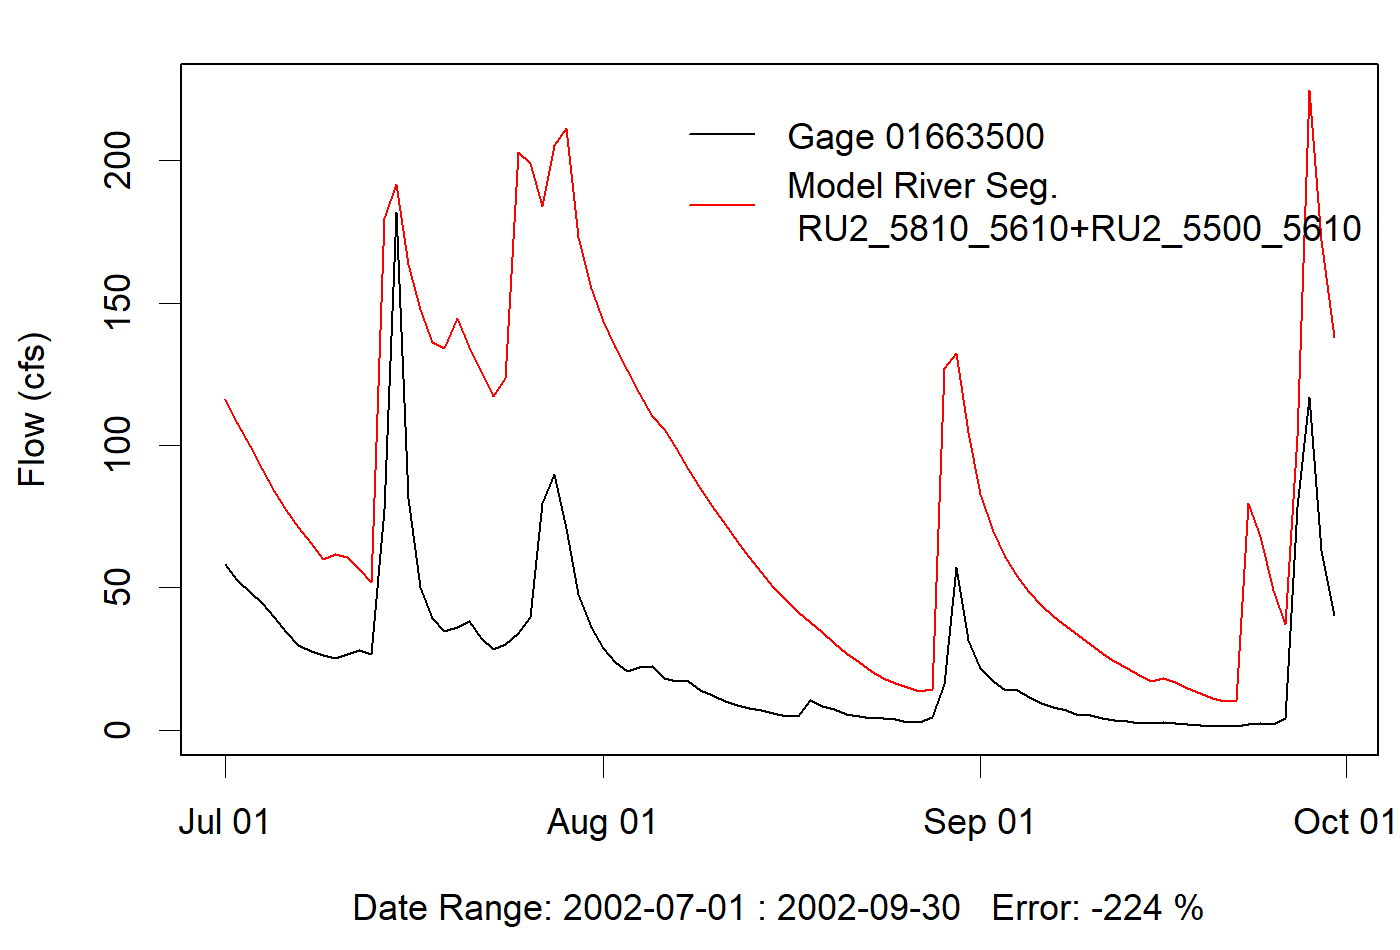 Gage 01663500
Model River Seg.
RU2_5810_5610+RU2_5500_5610
Flow (cfs)
200
150
100
50
0
Jul 01 Aug 01 Sep 01 Oct 01
Date Range: 2002-07-01 : 2002-09-30 Error: -224 %